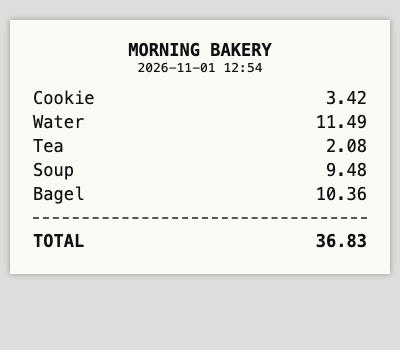 MORNING BAKERY
2026-11-01 12:54
Cookie 3.42
Water 11.49
Tea 2.08
Soup 9.48
Bagel 10.36
TOTAL 36.83